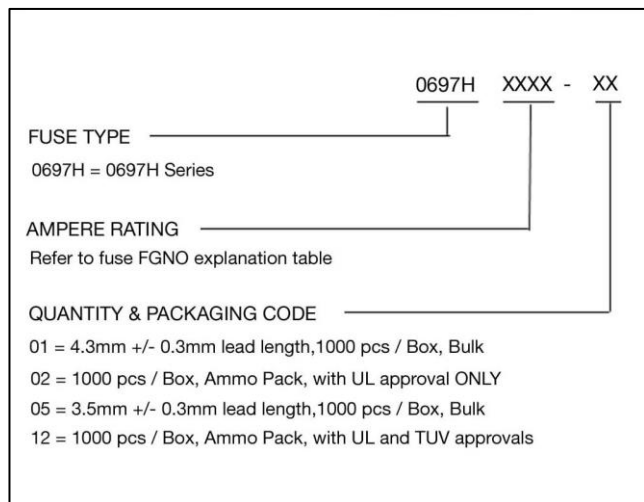 0697H XXXX - XX
FUSE TYPE
0697H = 0697H Series
AMPERE RATING
Refer to fuse FGNO explanation table
QUANTITY & PACKAGING CODE
01 = 4.3mm +/- 0.3mm lead length,1000 pcs / Box, Bulk
02 = 1000 pcs / Box, Ammo Pack, with UL approval ONLY
05 = 3.5mm +/- 0.3mm lead length,1000 pcs / Box, Bulk
12 = 1000 pcs / Box, Ammo Pack, with UL and TUV approvals